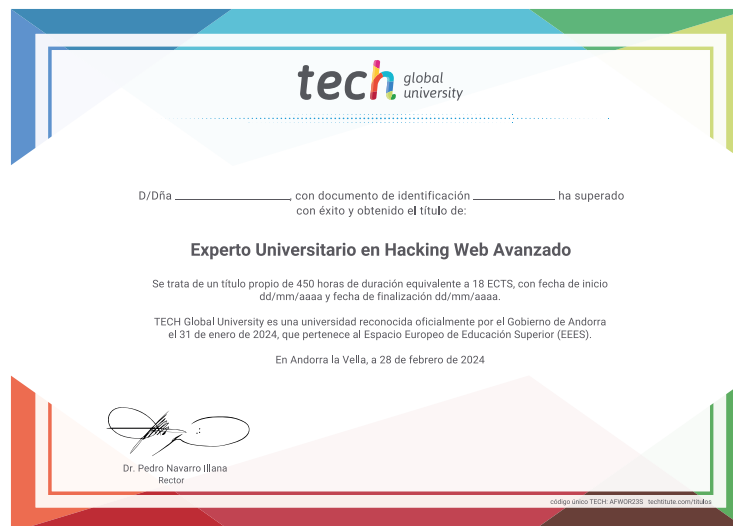 tech global university
D/Dña ____________, con documento de identificación ____________ ha superado
con éxito y obtenido el título de:
Experto Universitario en Hacking Web Avanzado
Se trata de un título propio de 450 horas de duración equivalente a 18 ECTS, con fecha de inicio
dd/mm/aaaa y fecha de finalización dd/mm/aaaa.
TECH Global University es una universidad reconocida oficialmente por el Gobierno de Andorra
el 31 de enero de 2024, que pertenece al Espacio Europeo de Educación Superior (EEES).
En Andorra la Vella, a 28 de febrero de 2024
Dr. Pedro Navarro Illana
Rector
código único TECH: AFWOR23S techtitute.com/titulos